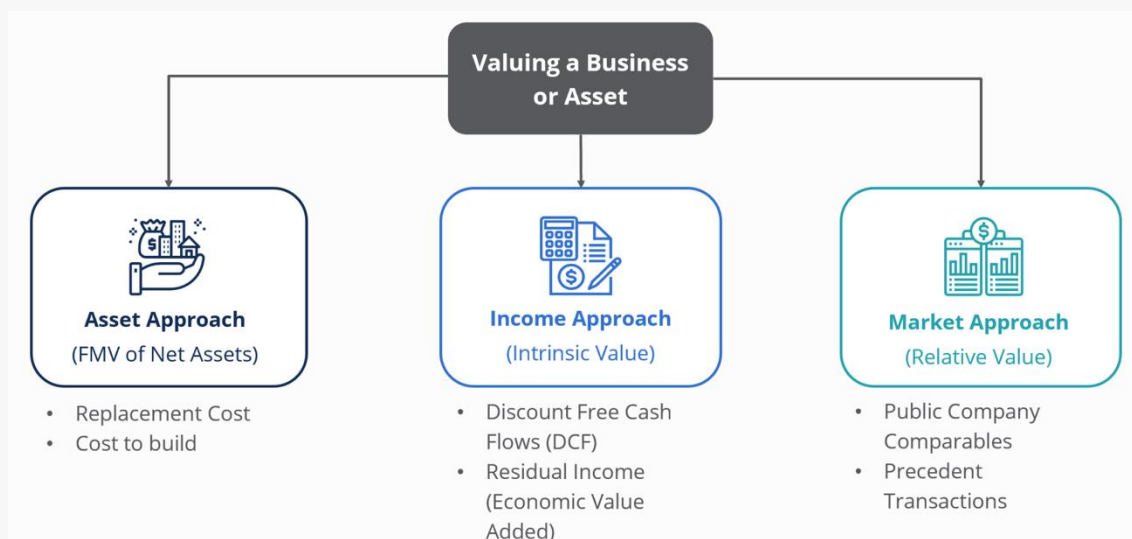 Valuing a Business
or Asset
Asset Approach
(FMV of Net Assets)
• Replacement Cost
• Cost to build
$
Income Approach
(Intrinsic Value)
• Discount Free Cash
Flows (DCF)
• Residual Income
(Economic Value
Added)
$
Market Approach
(Relative Value)
• Public Company
Comparables
• Precedent
Transactions
$